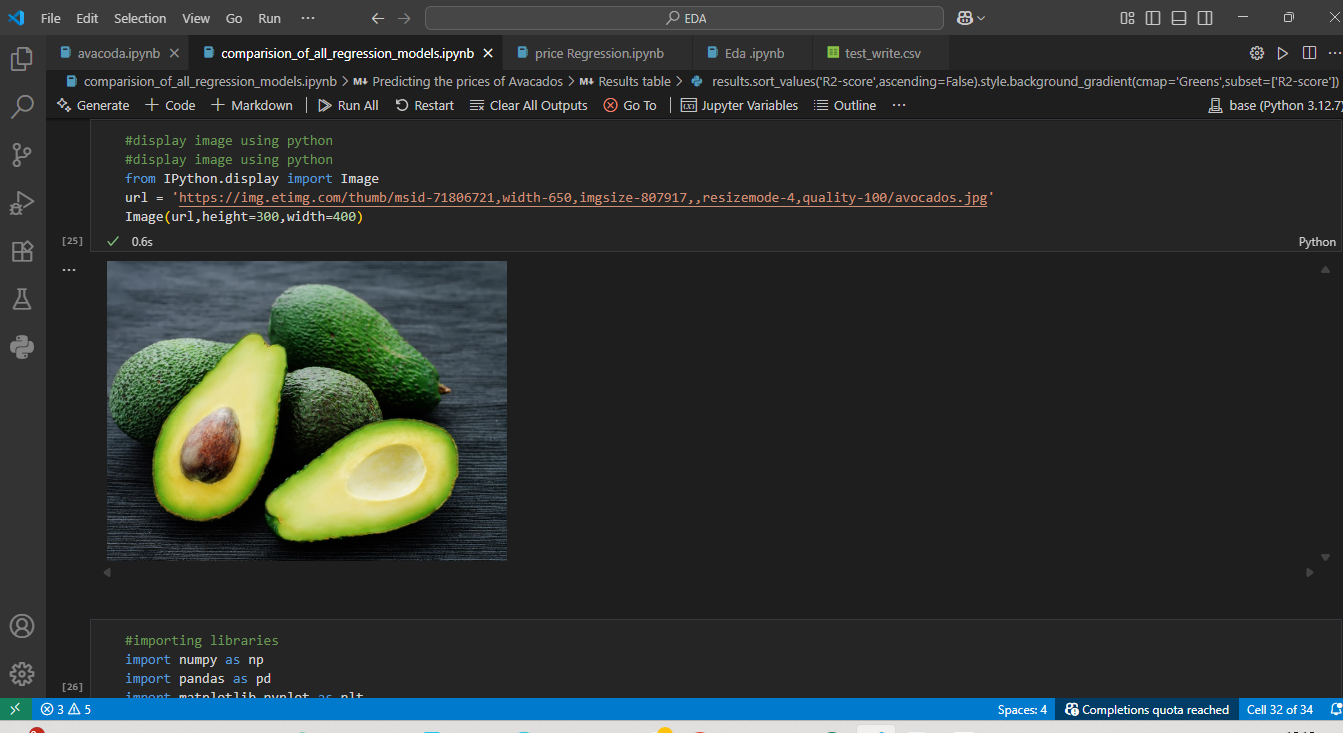 File Edit Selection View Go Run ··· EDA
avacoda.ipynb comparision_of_all_regression_models.ipynb price Regression.ipynb Eda .ipynb test_write.csv
comparision_of_all_regression_models.ipynb > M↓ Predicting the prices of Avacados > M↓ Results table > results.sort_values('R2-score',ascending=False).style.background_gradient(cmap='Greens',subset=['R2-score'])
Generate + Code + Markdown Run All Restart Clear All Outputs Go To Jupyter Variables Outline ··· base (Python 3.12.7)
#display image using python
#display image using python
from IPython.display import Image
url = 'https://img.etimg.com/thumb/msid-71806721,width-650,imgsize-807917,,resizemode-4,quality-100/avocados.jpg'
Image(url,height=300,width=400)
[25] 0.6s Python
#importing libraries
import numpy as np
import pandas as pd
[26]
import matplotlib.pyplot as plt
3 5 Spaces: 4 Completions quota reached Cell 32 of 34